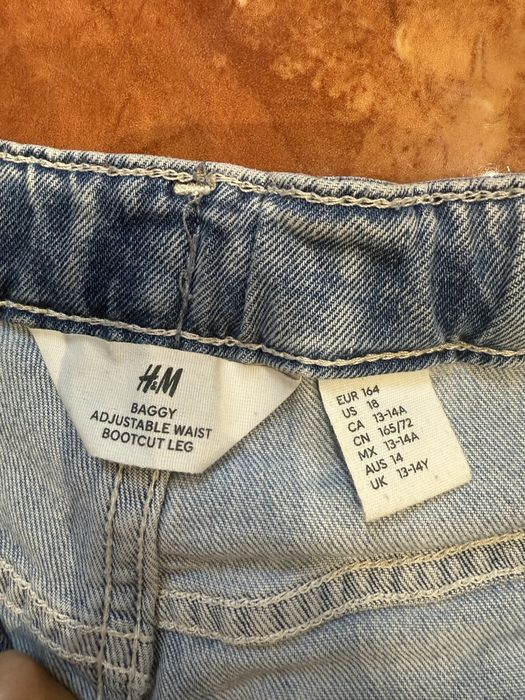 H&M
BAGGY
ADJUSTABLE WAIST
BOOTCUT LEG
EUR 164
US 18
CA 13-14A
CN 165/72
MX 13-14A
AUS 14
UK 13-14Y